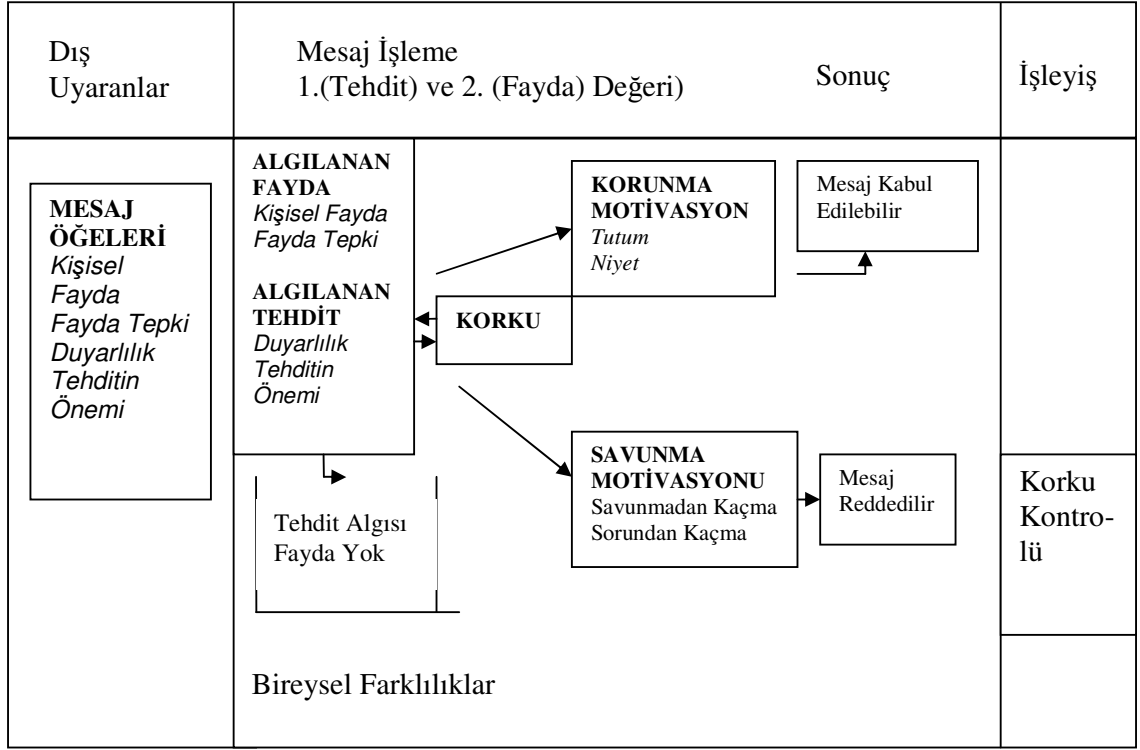 Dış
Uyaranlar
Mesaj İşleme
1.(Tehdit) ve 2. (Fayda) Değeri)
Sonuç
İşleyiş
MESAJ
ÖĞELERİ
Kişisel
Fayda
Fayda Tepki
Duyarlılık
Tehditin
Önemi
ALGILANAN
FAYDA
Kişisel Fayda
Fayda Tepki
ALGILANAN
TEHDİT
Duyarlılık
Tehditin
Önemi
KORKU
KORUNMA
MOTİVASYON
Tutum
Niyet
Mesaj Kabul
Edilebilir
SAVUNMA
MOTİVASYONU
Savunmadan Kaçma
Sorundan Kaçma
Mesaj
Reddedilir
Korku
Kontro-
lü
Tehdit Algısı
Fayda Yok
Bireysel Farklılıklar